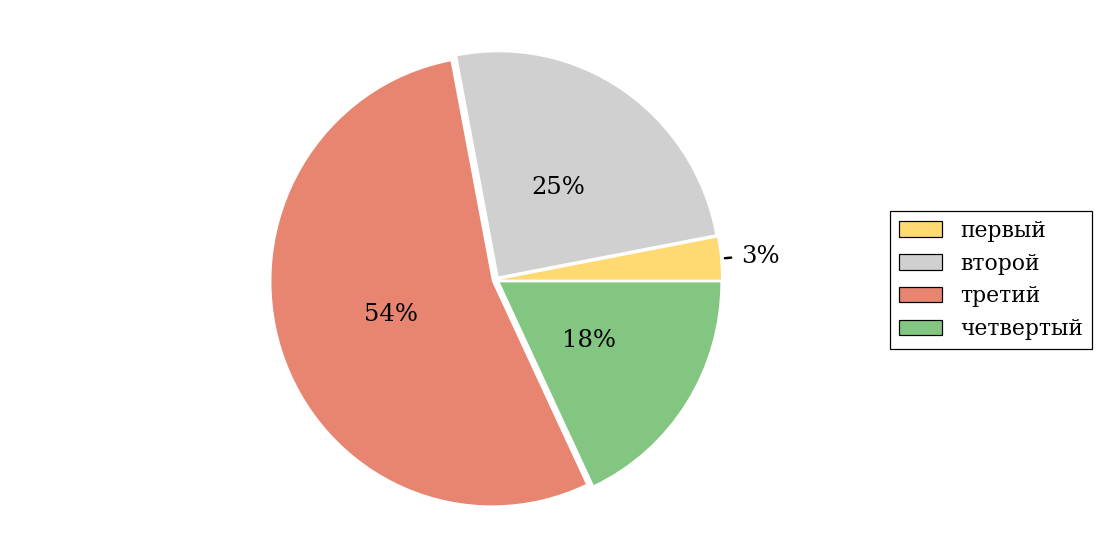 25%
3%
54%
18%
первый
второй
третий
четвертый